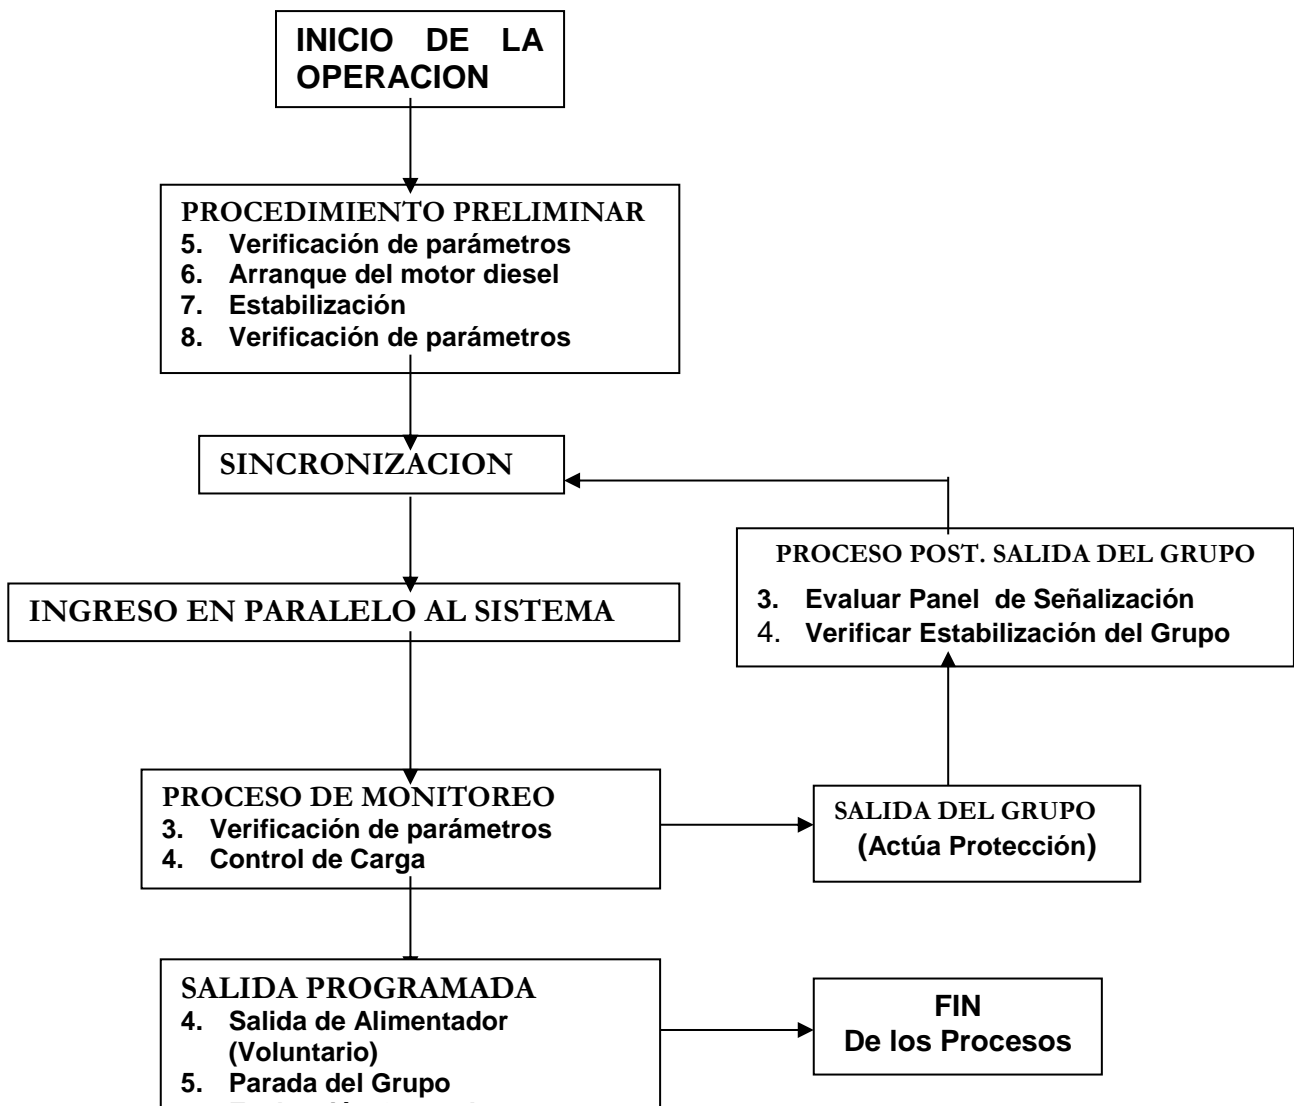 INICIO DE LA
OPERACION
PROCEDIMIENTO PRELIMINAR
5. Verificación de parámetros
6. Arranque del motor diesel
7. Estabilización
8. Verificación de parámetros
SINCRONIZACION
PROCESO POST. SALIDA DEL GRUPO
3. Evaluar Panel de Señalización
4. Verificar Estabilización del Grupo
INGRESO EN PARALELO AL SISTEMA
PROCESO DE MONITOREO
3. Verificación de parámetros
4. Control de Carga
SALIDA DEL GRUPO
(Actúa Protección)
SALIDA PROGRAMADA
4. Salida de Alimentador
(Voluntario)
5. Parada del Grupo
FIN
De los Procesos